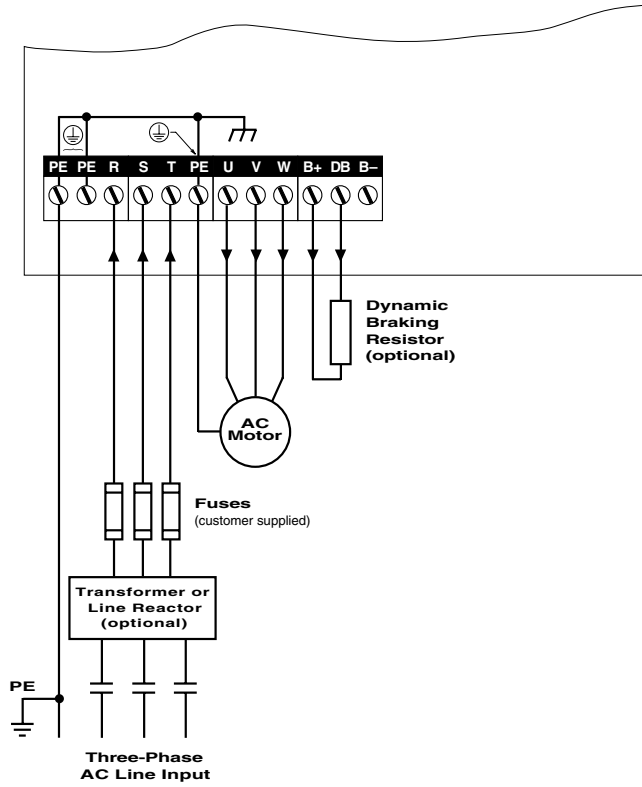 PE PE R S T PE U V W B+ DB B–
Dynamic
Braking
Resistor
(optional)
AC
Motor
Fuses
(customer supplied)
Transformer or
Line Reactor
(optional)
PE
Three-Phase
AC Line Input